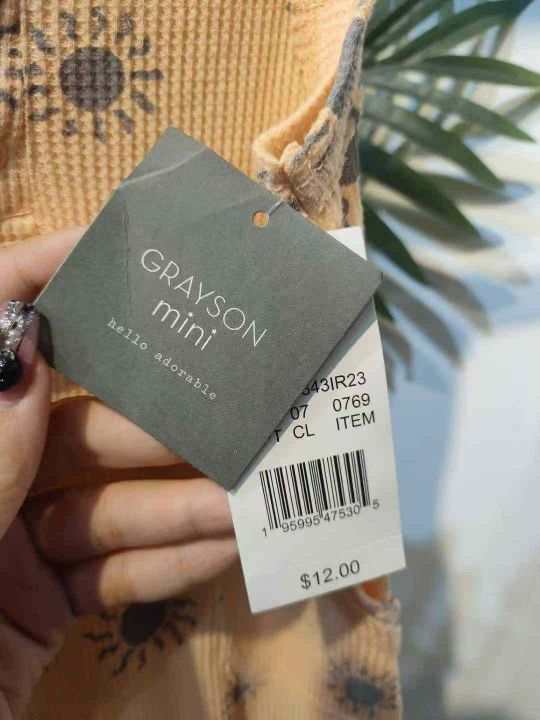 GRAYSON
mini
hello adorable
343IR23
07 0769
T CL ITEM
1 95995 47530 5
$12.00